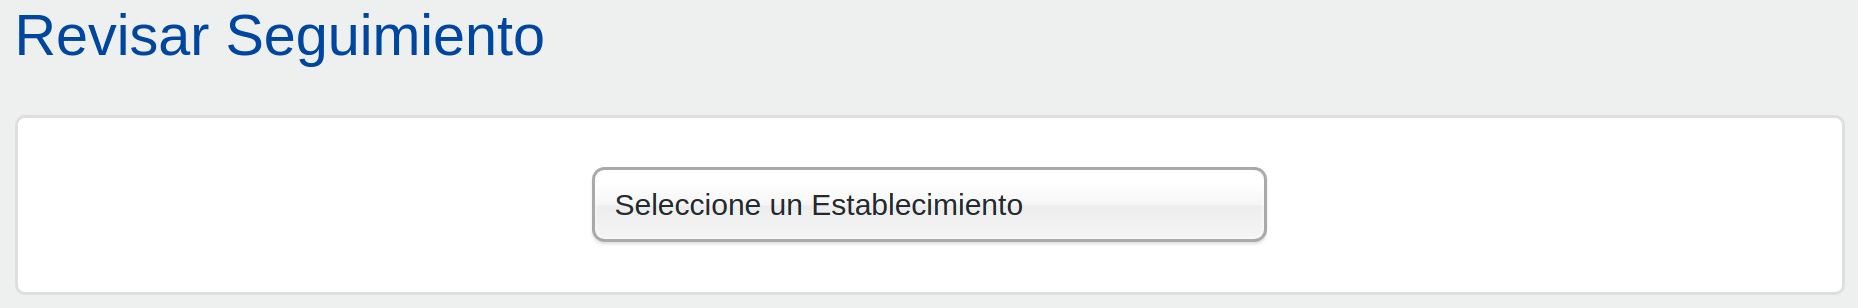 Revisar Seguimiento
Seleccione un Establecimiento